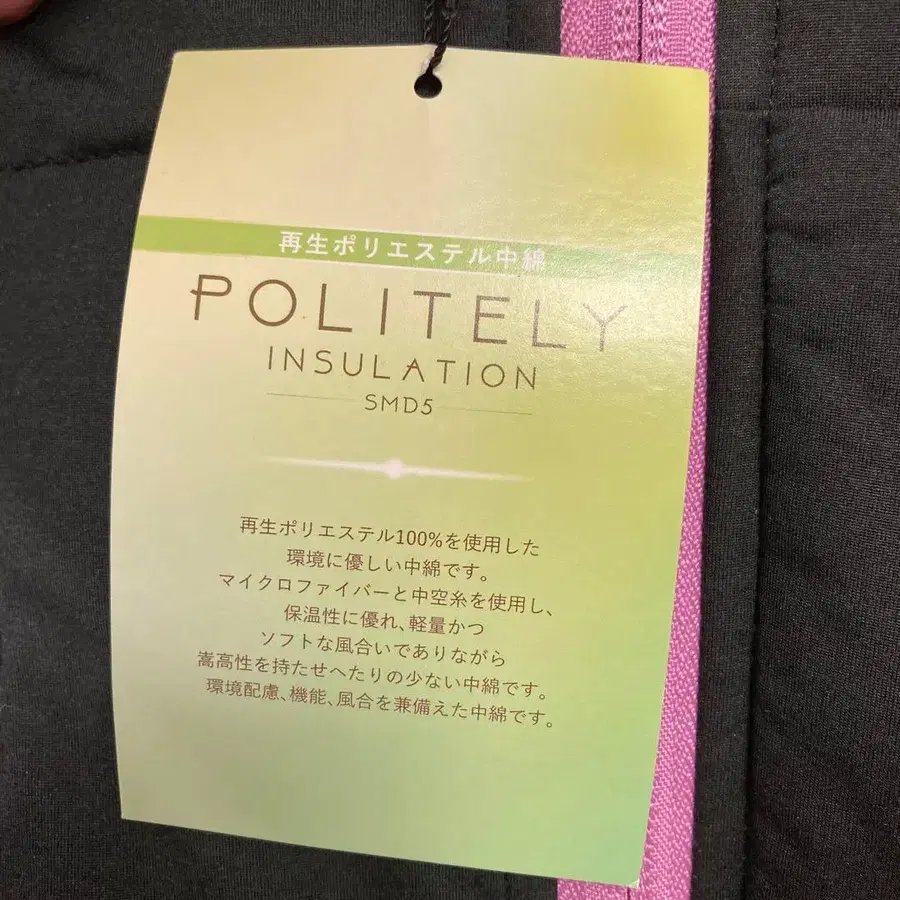 再生ポリエステル中綿
POLITELY
INSULATION
SMD5
再生ポリエステル100%を使用した
環境に優しい中綿です。
マイクロファイバーと中空糸を使用し、
保温性に優れ、軽量かつ
ソフトな風合いでありながら
嵩高性を持たせへたりの少ない中綿です。
環境配慮、機能、風合を兼備えた中綿です。